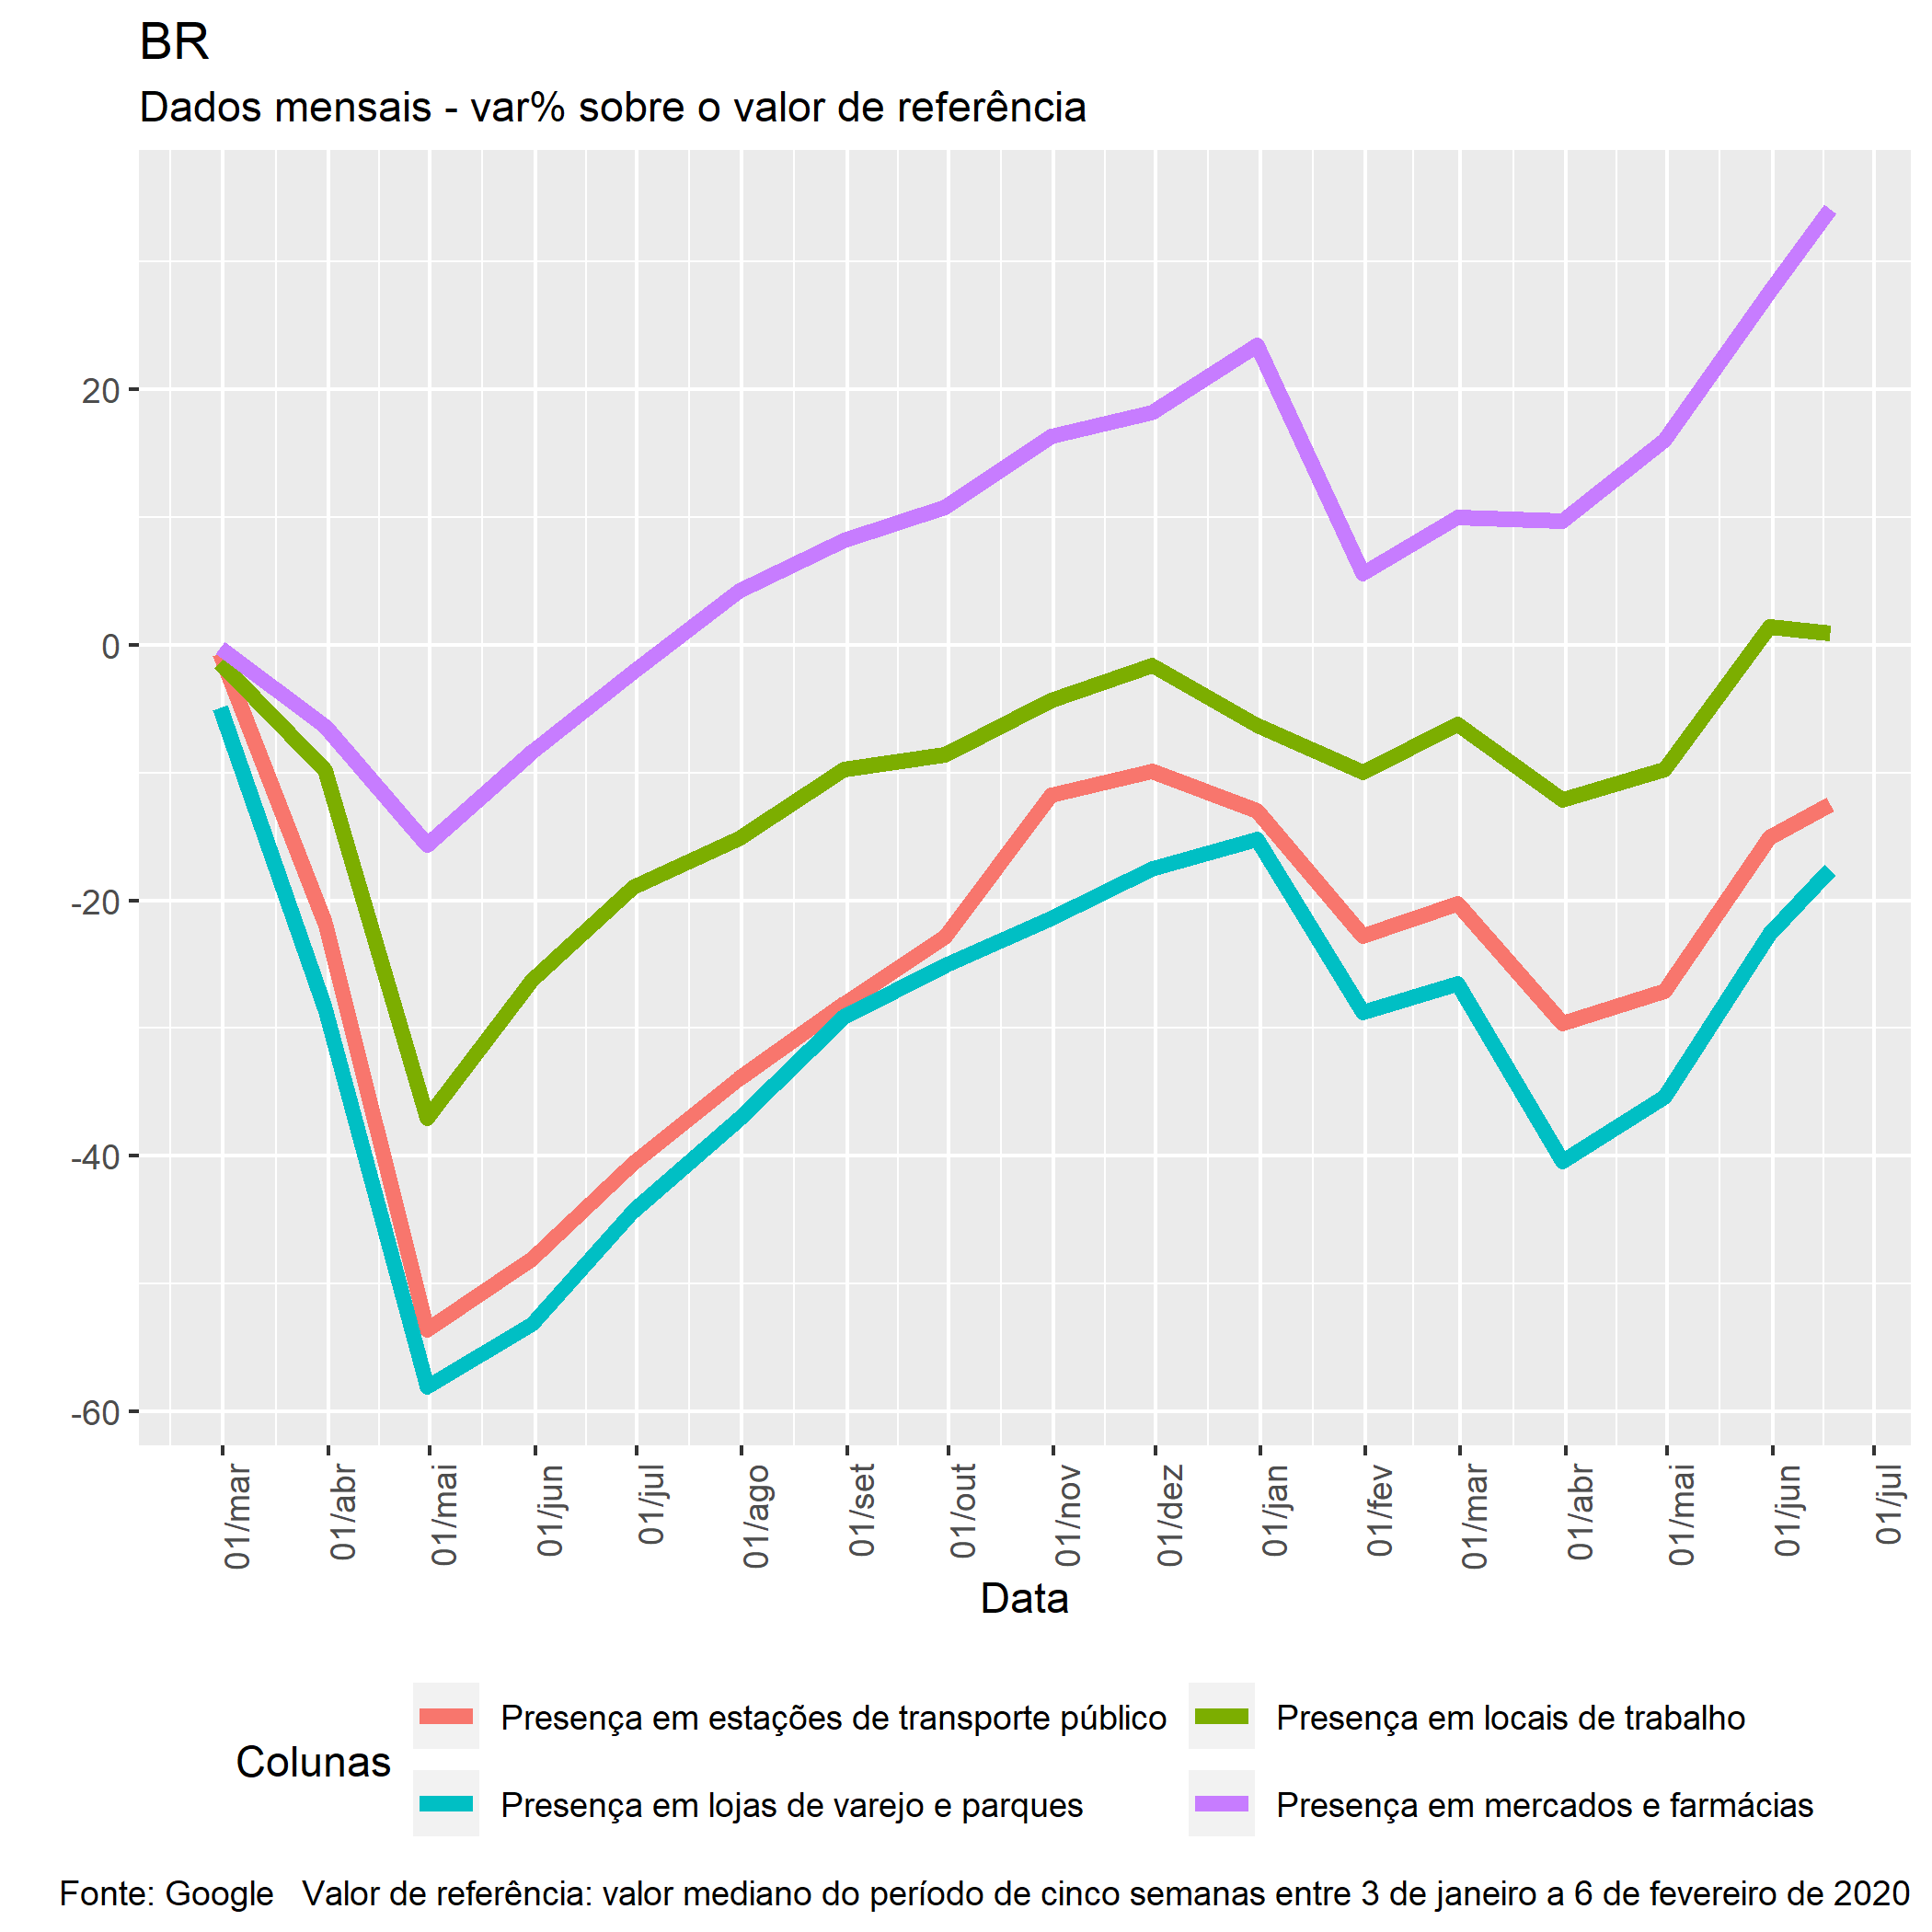 BR
Dados mensais - var% sobre o valor de referência
20
0
-20
-40
-60
01/mar
01/abr
01/mai
01/jun
01/jul
01/ago
01/set
01/out
01/nov
01/dez
01/jan
01/fev
01/mar
01/abr
01/mai
01/jun
01/jul
Data
Colunas
Presença em estações de transporte público
Presença em locais de trabalho
Presença em lojas de varejo e parques
Presença em mercados e farmácias
Fonte: Google   Valor de referência: valor mediano do período de cinco semanas entre 3 de janeiro a 6 de fevereiro de 2020